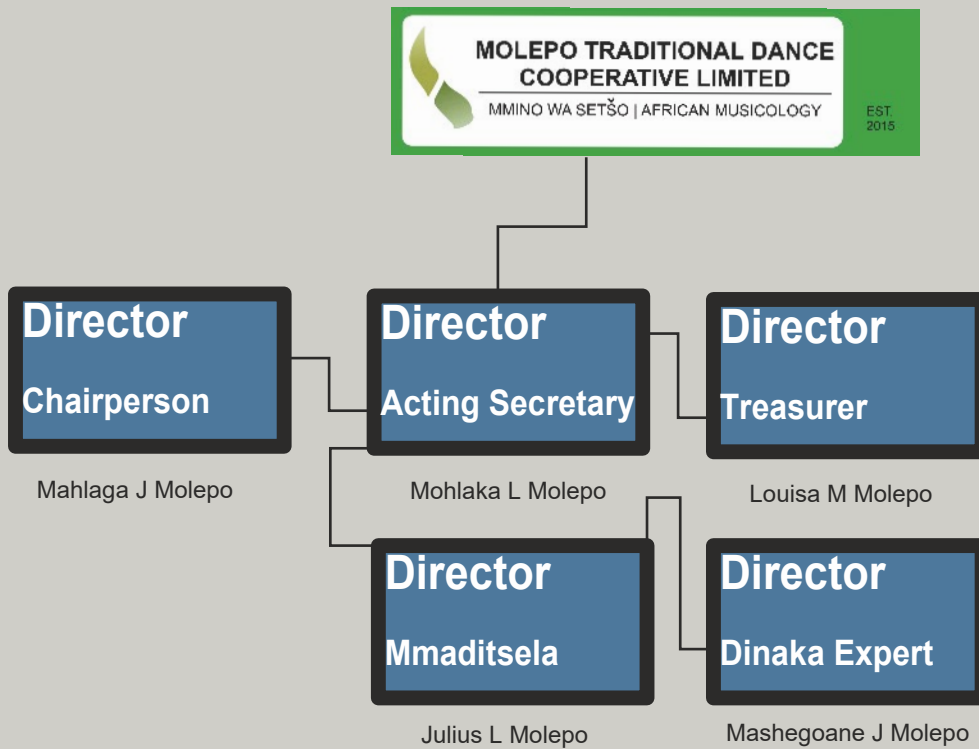 MOLEPO TRADITIONAL DANCE
COOPERATIVE LIMITED
MMINO WA SETŠO | AFRICAN MUSICOLOGY
EST.
2015
Director
Chairperson
Mahlaga J Molepo
Director
Acting Secretary
Mohlaka L Molepo
Director
Treasurer
Louisa M Molepo
Director
Mmaditsela
Julius L Molepo
Director
Dinaka Expert
Mashegoane J Molepo